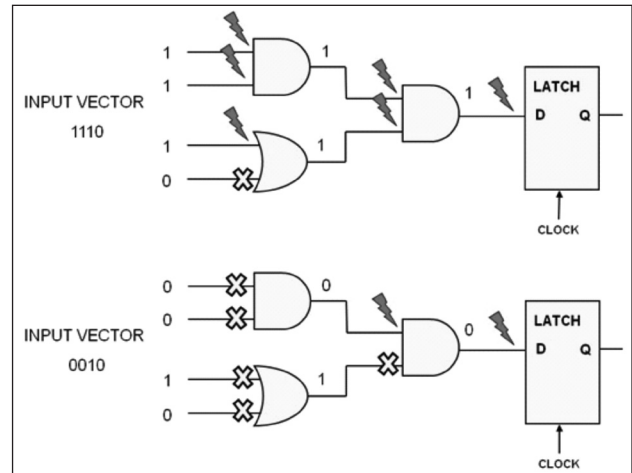 1
1
1
LATCH
1
D Q
INPUT VECTOR
1110
1
1
0
CLOCK
0
0
0
LATCH
0
D Q
INPUT VECTOR
0010
1
1
0
CLOCK